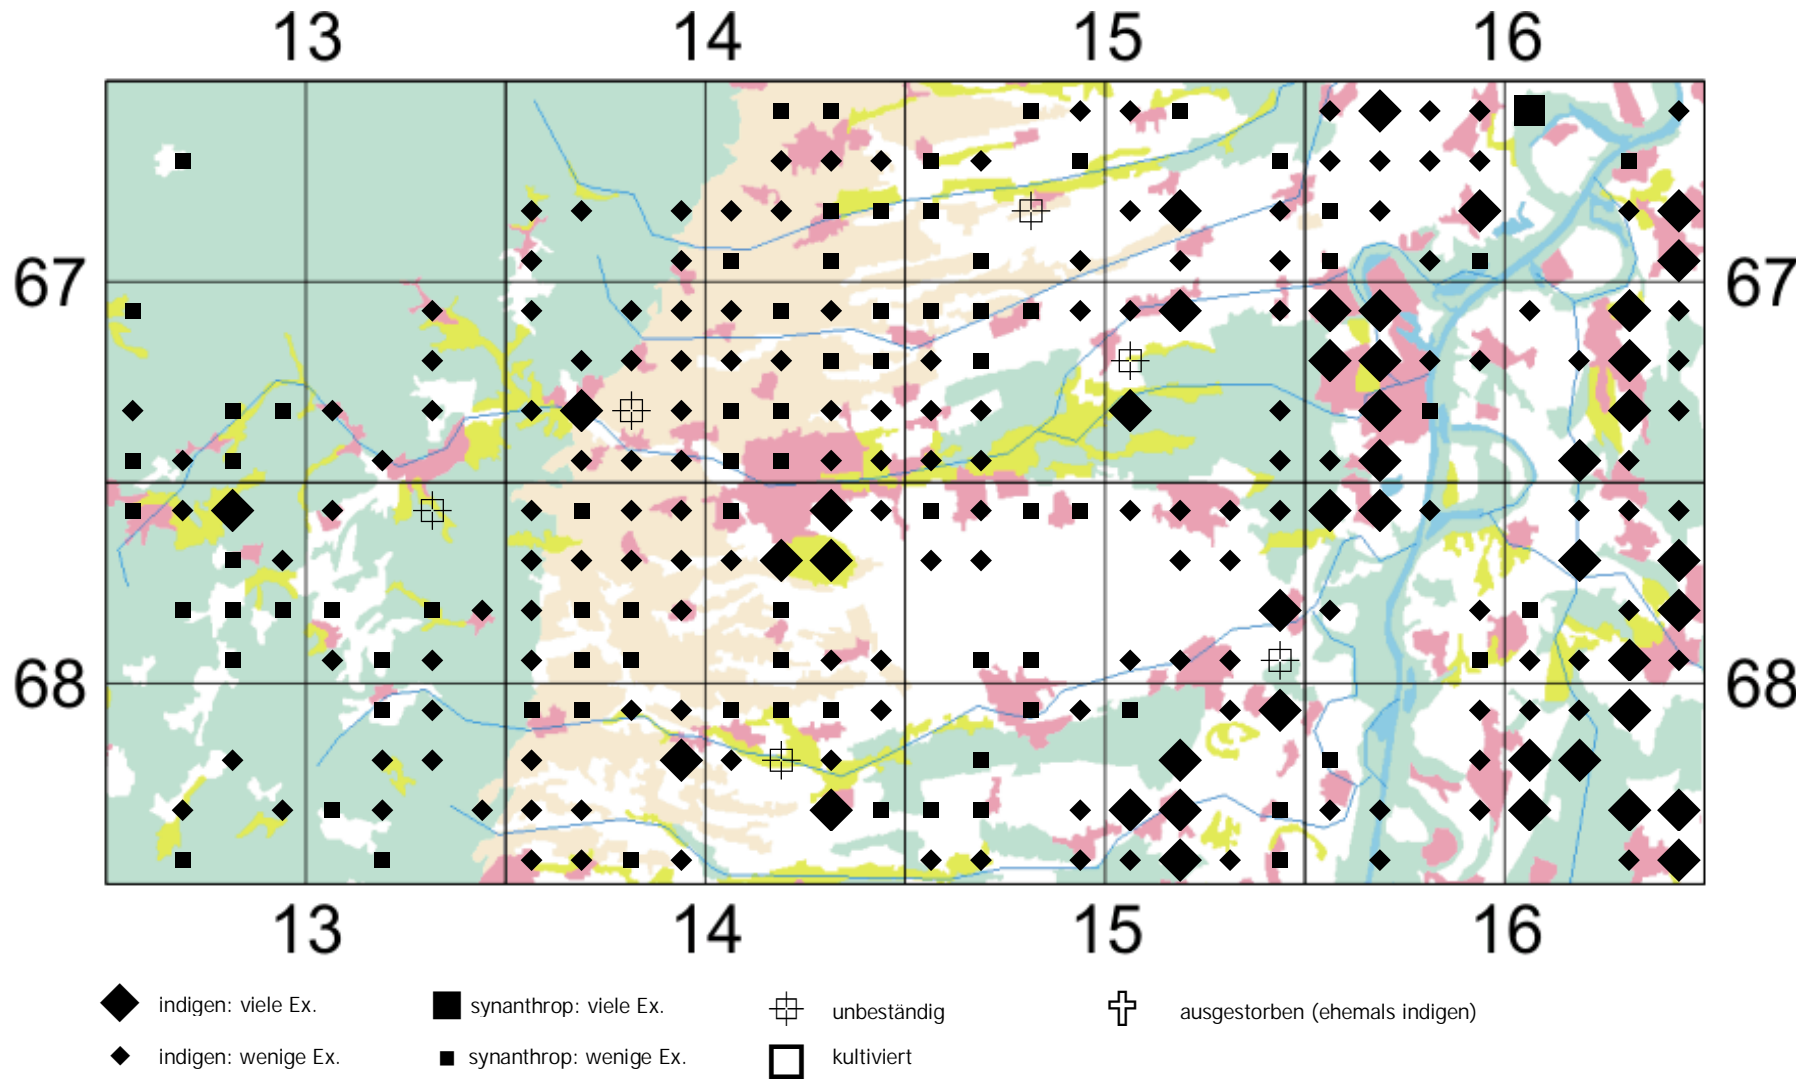 13 14 15 16
67 67
68 68
13 14 15 16
indigen: viele Ex. synanthrop: viele Ex. unbeständig ausgestorben (ehemals indigen)
indigen: wenige Ex. synanthrop: wenige Ex. kultiviert